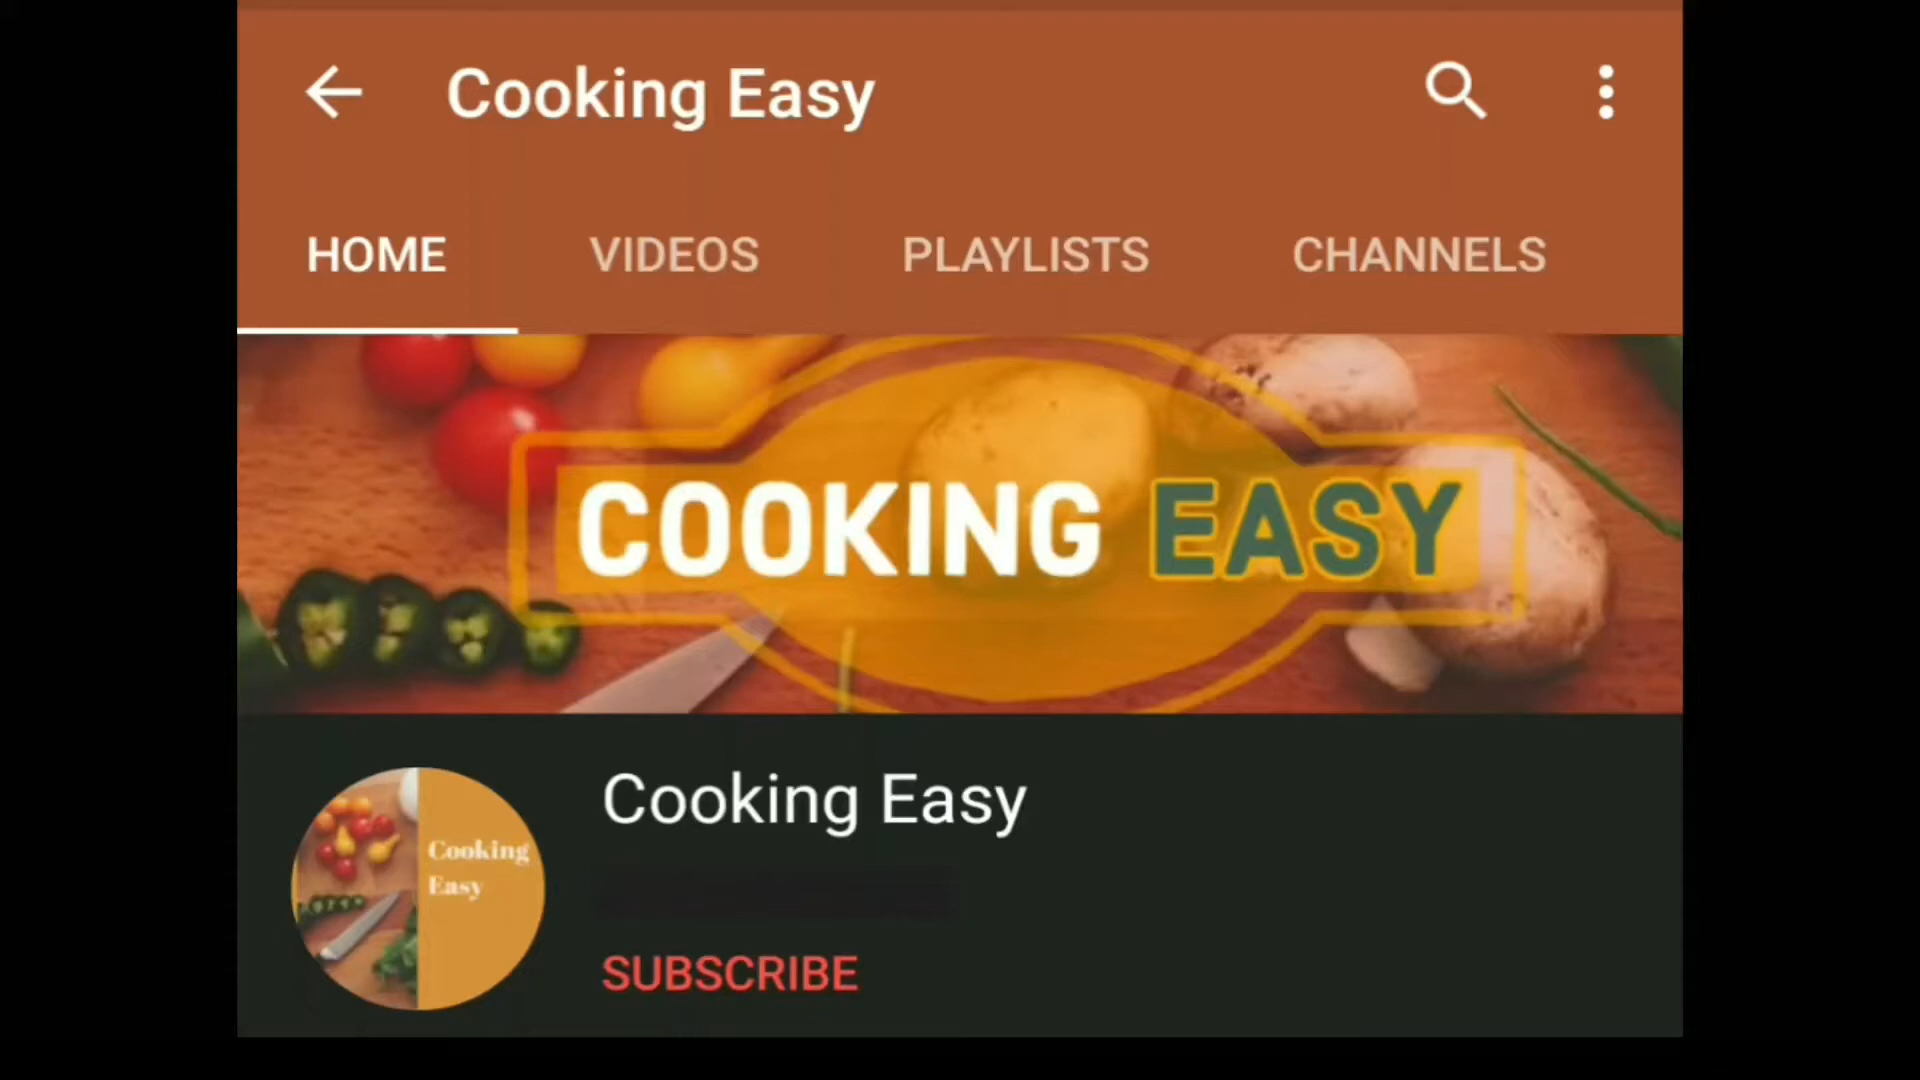 Cooking Easy
HOME VIDEOS PLAYLISTS CHANNELS
COOKING EASY
Cooking Easy
Cooking
Easy
SUBSCRIBE